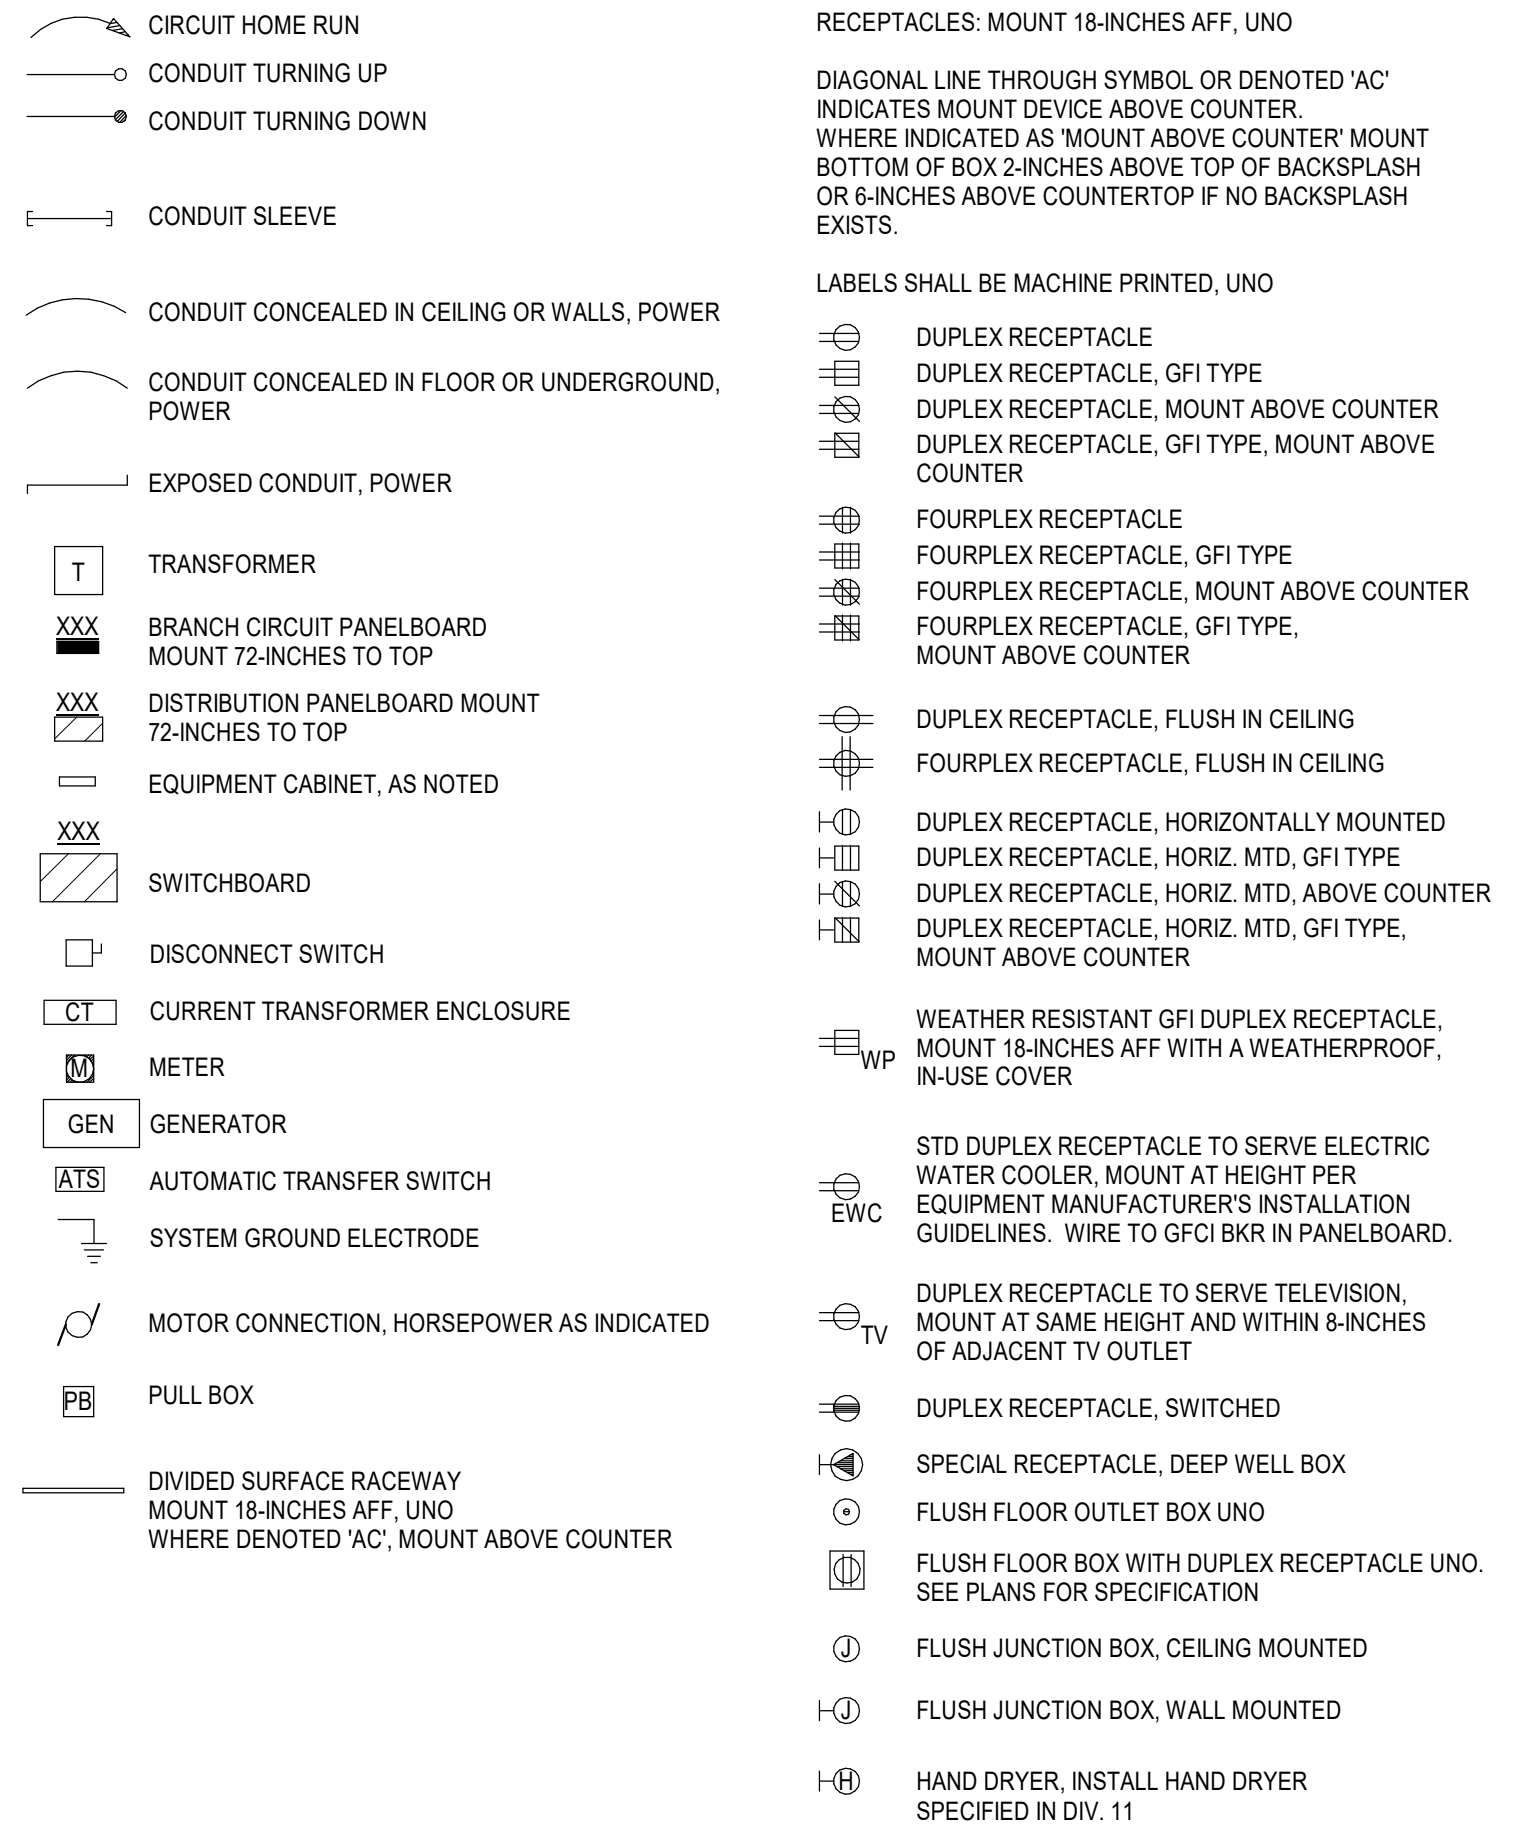 CIRCUIT HOME RUN
CONDUIT TURNING UP
CONDUIT TURNING DOWN
CONDUIT SLEEVE
CONDUIT CONCEALED IN CEILING OR WALLS, POWER
CONDUIT CONCEALED IN FLOOR OR UNDERGROUND,
POWER
EXPOSED CONDUIT, POWER
T
TRANSFORMER
XXX
BRANCH CIRCUIT PANELBOARD
MOUNT 72-INCHES TO TOP
XXX
DISTRIBUTION PANELBOARD MOUNT
72-INCHES TO TOP
EQUIPMENT CABINET, AS NOTED
XXX
SWITCHBOARD
DISCONNECT SWITCH
CT
CURRENT TRANSFORMER ENCLOSURE
M
METER
GEN
GENERATOR
ATS
AUTOMATIC TRANSFER SWITCH
SYSTEM GROUND ELECTRODE
MOTOR CONNECTION, HORSEPOWER AS INDICATED
PB
PULL BOX
DIVIDED SURFACE RACEWAY
MOUNT 18-INCHES AFF, UNO
WHERE DENOTED 'AC', MOUNT ABOVE COUNTER
RECEPTACLES: MOUNT 18-INCHES AFF, UNO
DIAGONAL LINE THROUGH SYMBOL OR DENOTED 'AC'
INDICATES MOUNT DEVICE ABOVE COUNTER.
WHERE INDICATED AS 'MOUNT ABOVE COUNTER' MOUNT
BOTTOM OF BOX 2-INCHES ABOVE TOP OF BACKSPLASH
OR 6-INCHES ABOVE COUNTERTOP IF NO BACKSPLASH
EXISTS.
LABELS SHALL BE MACHINE PRINTED, UNO
DUPLEX RECEPTACLE
DUPLEX RECEPTACLE, GFI TYPE
DUPLEX RECEPTACLE, MOUNT ABOVE COUNTER
DUPLEX RECEPTACLE, GFI TYPE, MOUNT ABOVE
COUNTER
FOURPLEX RECEPTACLE
FOURPLEX RECEPTACLE, GFI TYPE
FOURPLEX RECEPTACLE, MOUNT ABOVE COUNTER
FOURPLEX RECEPTACLE, GFI TYPE,
MOUNT ABOVE COUNTER
DUPLEX RECEPTACLE, FLUSH IN CEILING
FOURPLEX RECEPTACLE, FLUSH IN CEILING
DUPLEX RECEPTACLE, HORIZONTALLY MOUNTED
DUPLEX RECEPTACLE, HORIZ. MTD, GFI TYPE
DUPLEX RECEPTACLE, HORIZ. MTD, ABOVE COUNTER
DUPLEX RECEPTACLE, HORIZ. MTD, GFI TYPE,
MOUNT ABOVE COUNTER
WP
WEATHER RESISTANT GFI DUPLEX RECEPTACLE,
MOUNT 18-INCHES AFF WITH A WEATHERPROOF,
IN-USE COVER
EWC
STD DUPLEX RECEPTACLE TO SERVE ELECTRIC
WATER COOLER, MOUNT AT HEIGHT PER
EQUIPMENT MANUFACTURER'S INSTALLATION
GUIDELINES.  WIRE TO GFCI BKR IN PANELBOARD.
TV
DUPLEX RECEPTACLE TO SERVE TELEVISION,
MOUNT AT SAME HEIGHT AND WITHIN 8-INCHES
OF ADJACENT TV OUTLET
DUPLEX RECEPTACLE, SWITCHED
SPECIAL RECEPTACLE, DEEP WELL BOX
FLUSH FLOOR OUTLET BOX UNO
FLUSH FLOOR BOX WITH DUPLEX RECEPTACLE UNO.
SEE PLANS FOR SPECIFICATION
J
FLUSH JUNCTION BOX, CEILING MOUNTED
J
FLUSH JUNCTION BOX, WALL MOUNTED
H
HAND DRYER, INSTALL HAND DRYER
SPECIFIED IN DIV. 11